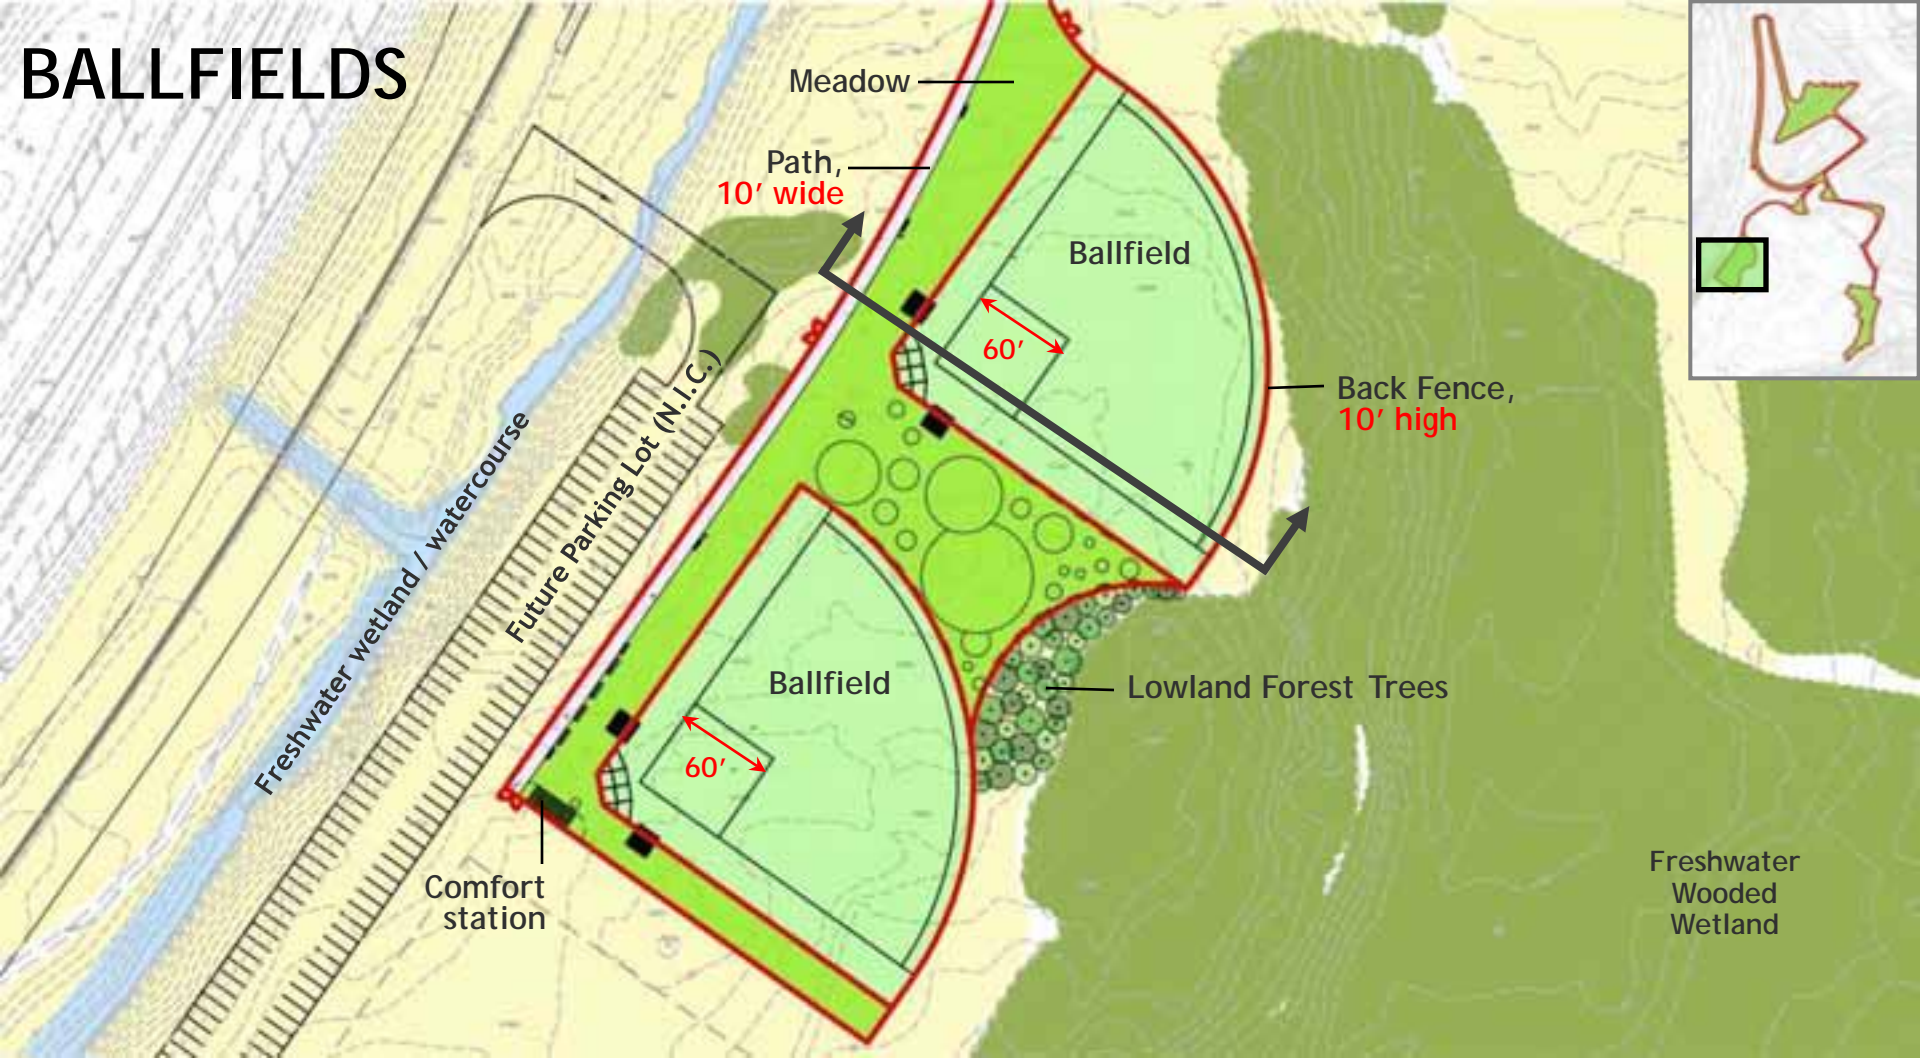 BALLFIELDS
Meadow
Path,
10' wide
Ballfield
60'
Back Fence,
10' high
Future Parking Lot (N.I.C.)
Freshwater wetland / watercourse
Ballfield
60'
Lowland Forest Trees
Comfort
station
Freshwater
Wooded
Wetland